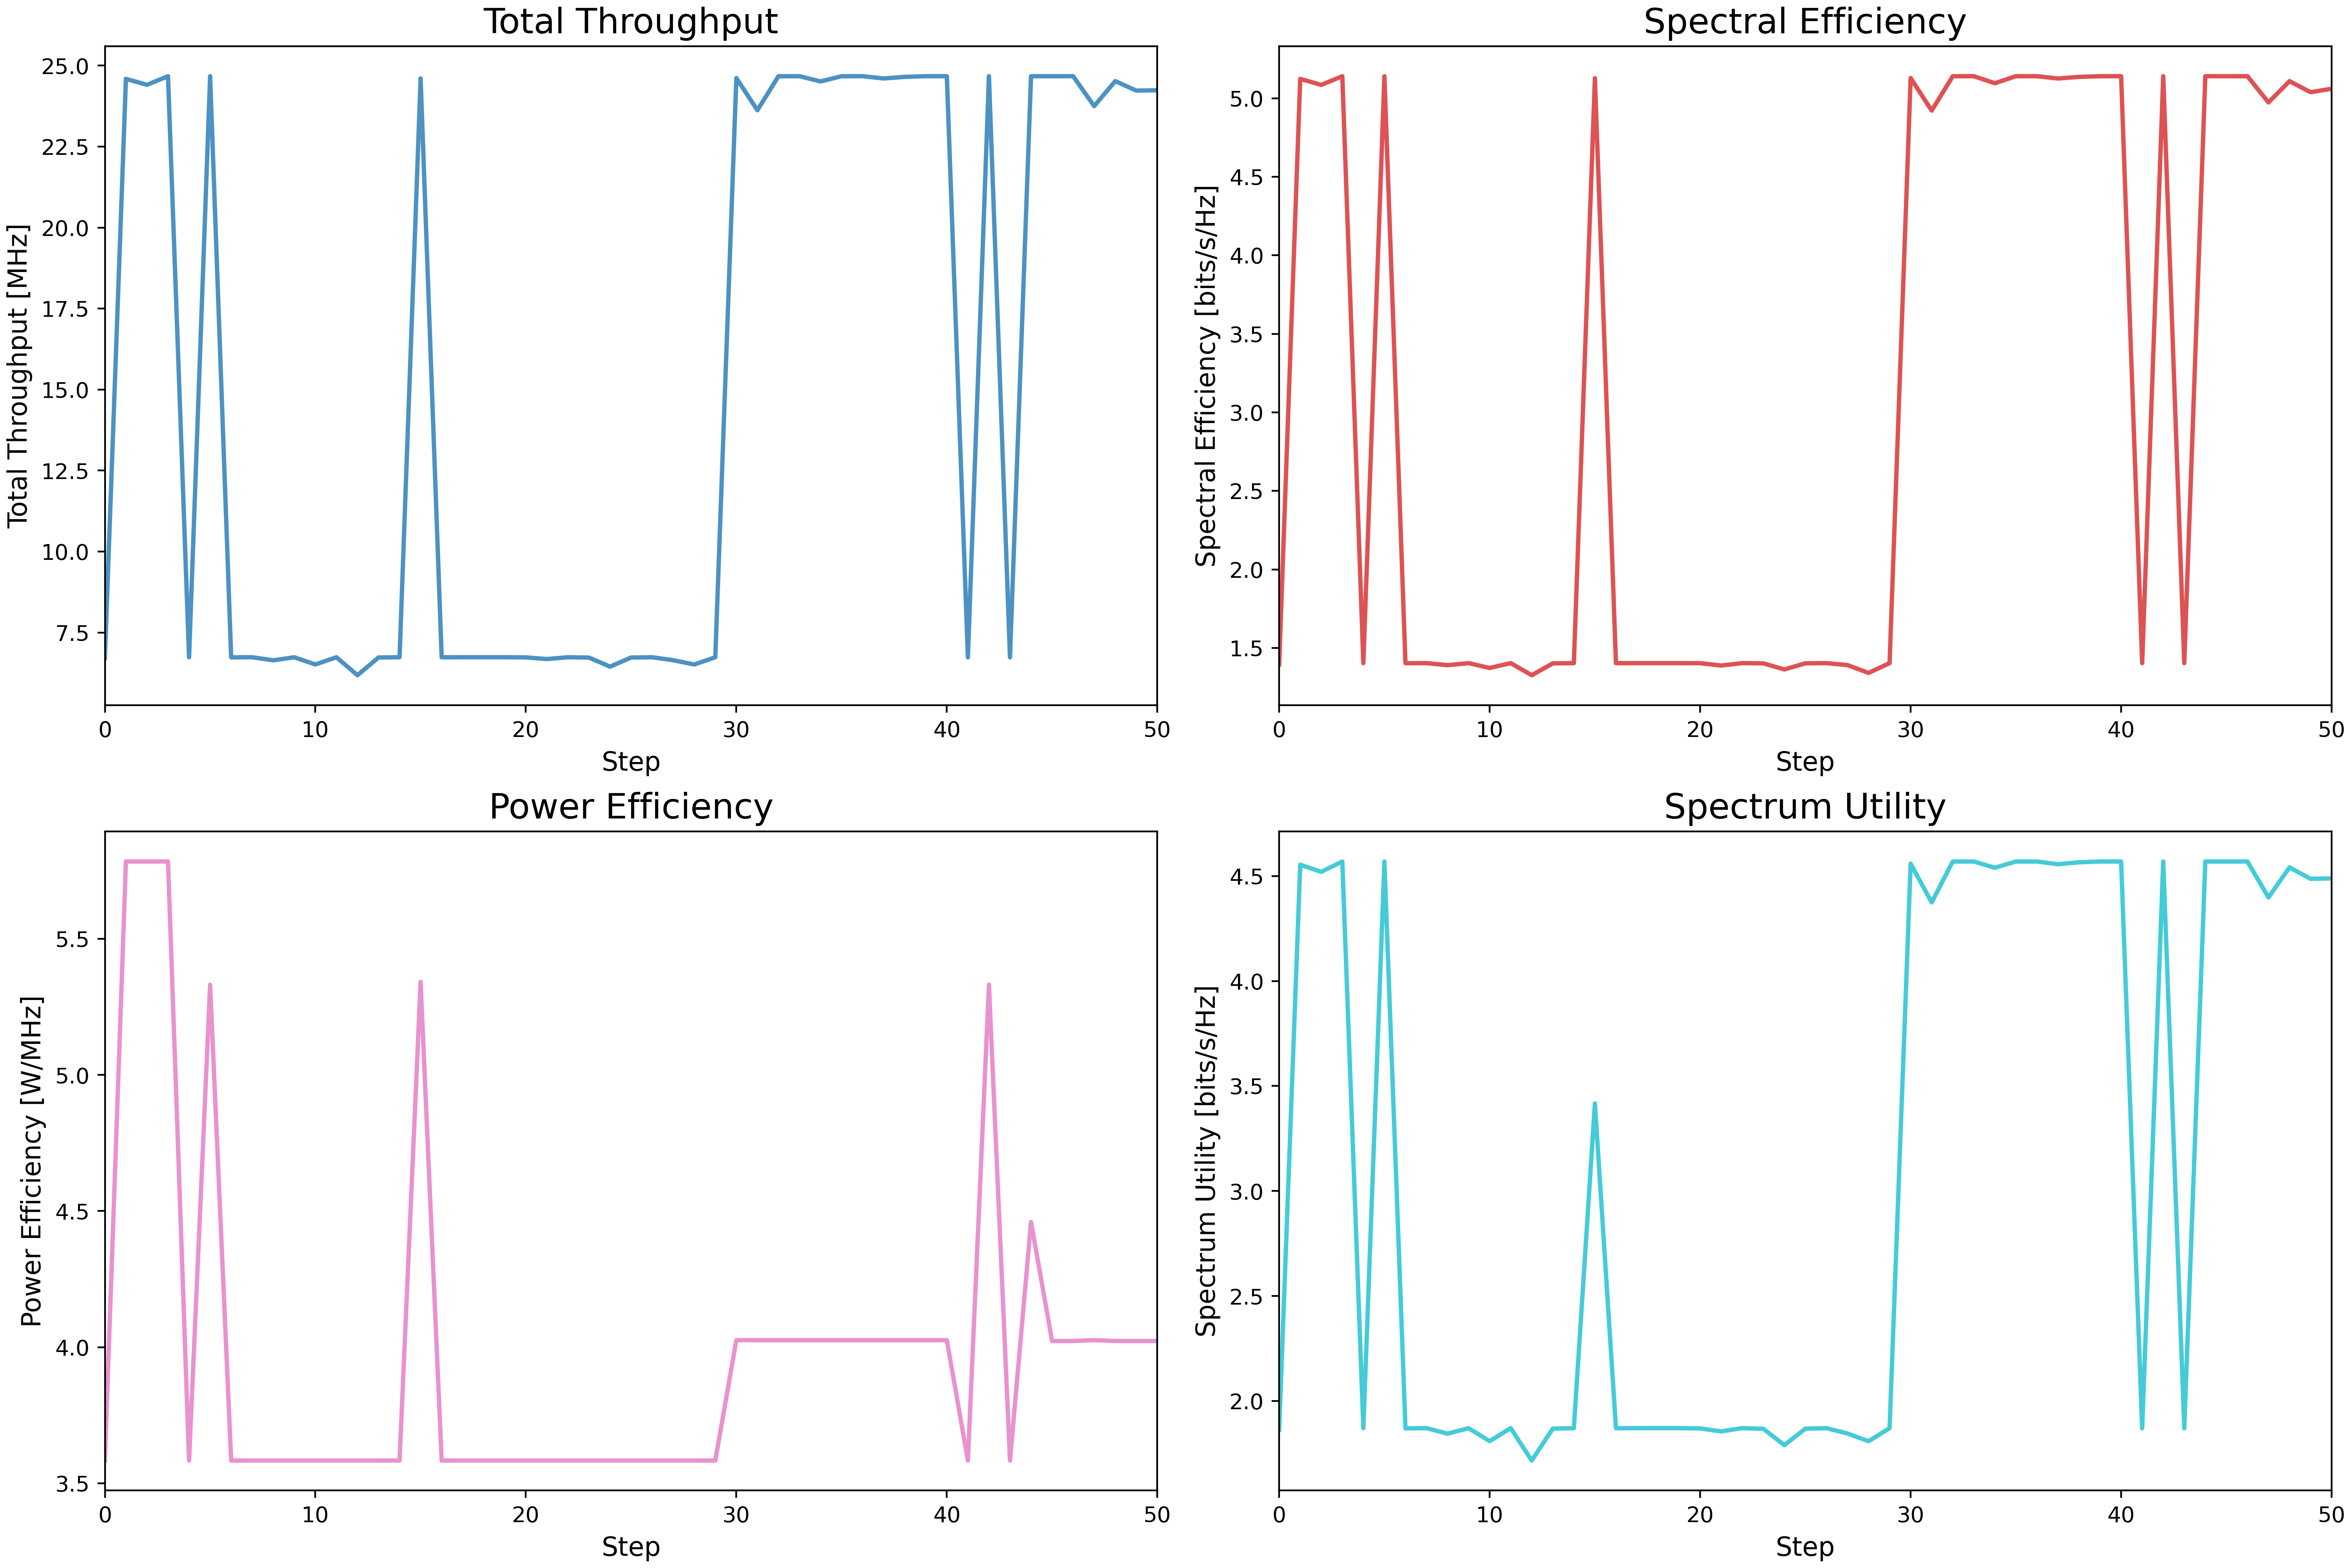 Total Throughput
Total Throughput [MHz]
25.0
22.5
20.0
17.5
15.0
12.5
10.0
7.5
0 10 20 30 40 50
Step
Spectral Efficiency
Spectral Efficiency [bits/s/Hz]
5.0
4.5
4.0
3.5
3.0
2.5
2.0
1.5
0 10 20 30 40 50
Step
Power Efficiency
Power Efficiency [W/MHz]
5.5
5.0
4.5
4.0
3.5
0 10 20 30 40 50
Step
Spectrum Utility
Spectrum Utility [bits/s/Hz]
4.5
4.0
3.5
3.0
2.5
2.0
0 10 20 30 40 50
Step